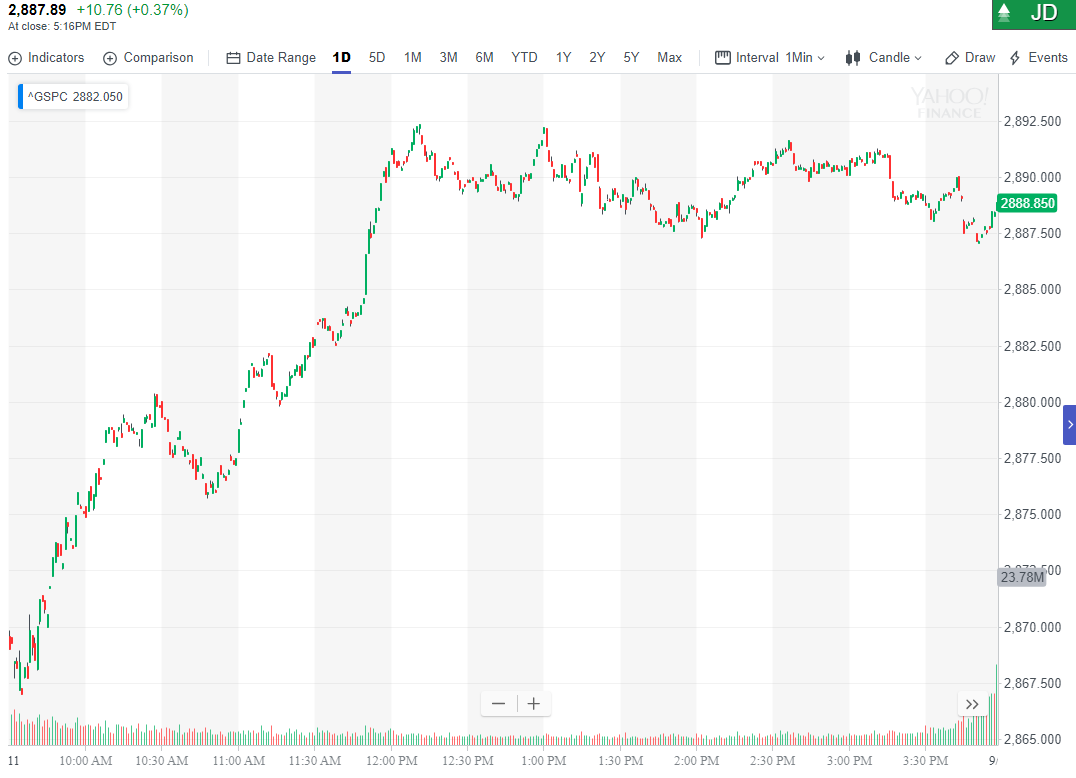 2,887.89 +10.76 (+0.37%)
At close: 5:16PM EDT
JD
Indicators Comparison Date Range 1D 5D 1M 3M 6M YTD 1Y 2Y 5Y Max Interval 1Min Candle Draw Events
^GSPC 2882.050
YAHOO!
FINANCE
2,892.500
2,890.000
2888.850
2,887.500
2,885.000
2,882.500
2,880.000
2,877.500
2,875.000
23.78M
2,870.000
2,867.500
2,865.000
11 10:00 AM 10:30 AM 11:00 AM 11:30 AM 12:00 PM 12:30 PM 1:00 PM 1:30 PM 2:00 PM 2:30 PM 3:00 PM 3:30 PM 9/